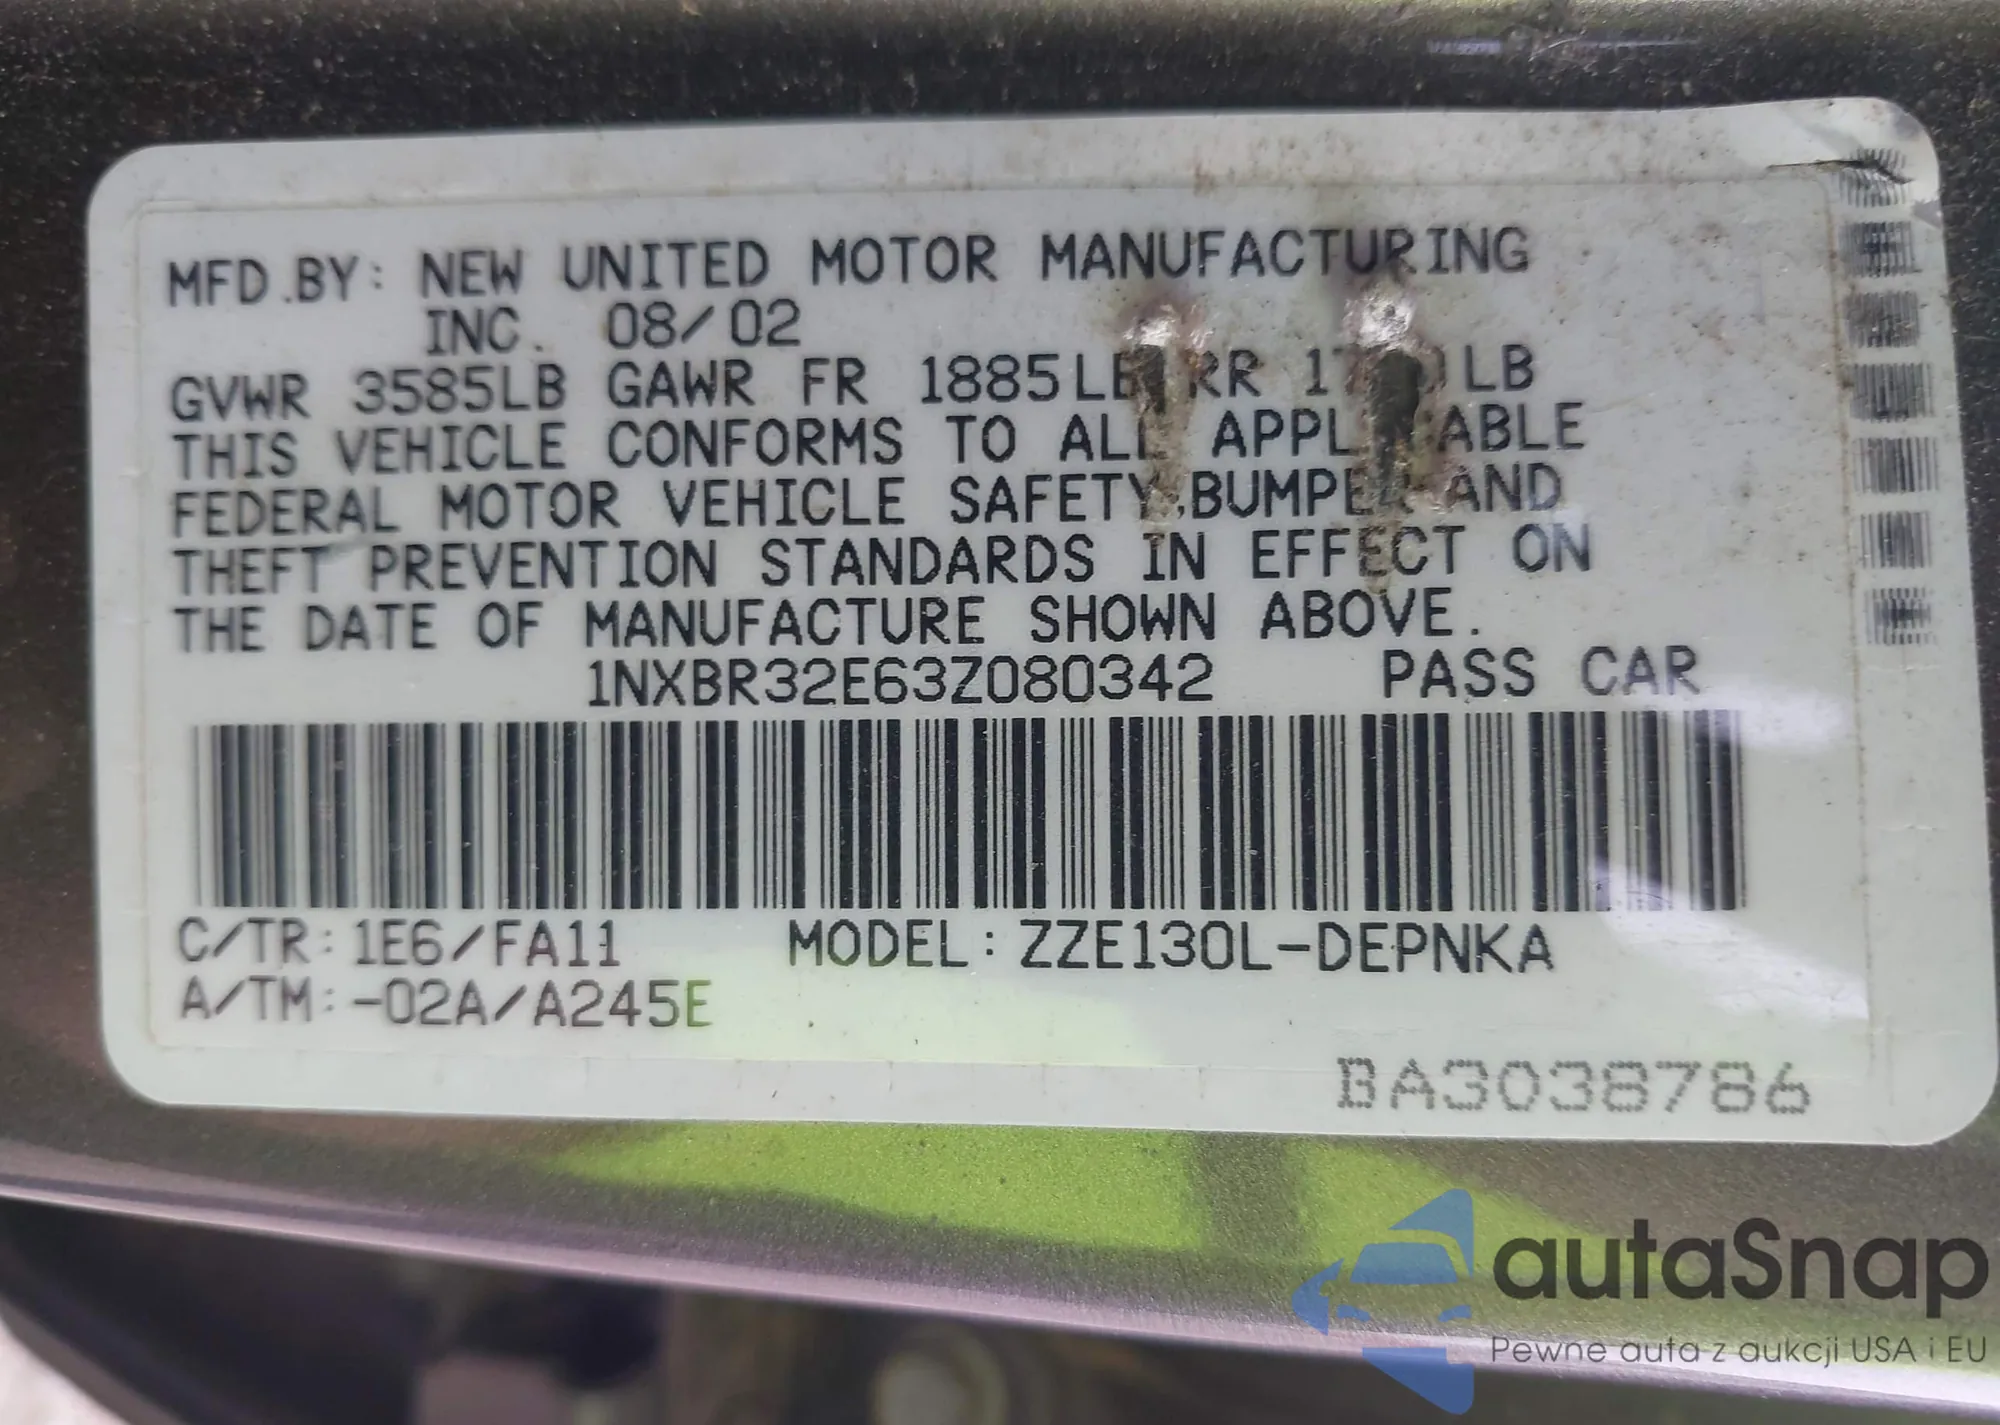 MFD.BY: NEW UNITED MOTOR MANUFACTURING
INC. 08/02
GVWR 3585LB GAWR FR 1885LB RR LB
THIS VEHICLE CONFORMS TO ALL APPLICABLE
FEDERAL MOTOR VEHICLE SAFETY,BUMPER AND
THEFT PREVENTION STANDARDS IN EFFECT ON
THE DATE OF MANUFACTURE SHOWN ABOVE.
1NXBR32E63Z080342 PASS CAR
C/TR: 1E6/FA11 MODEL: ZZE130L-DEPNKA
A/TM: -02A/A245E
BA3038786
autaSnap
Pewne auta z aukcji USA i EU